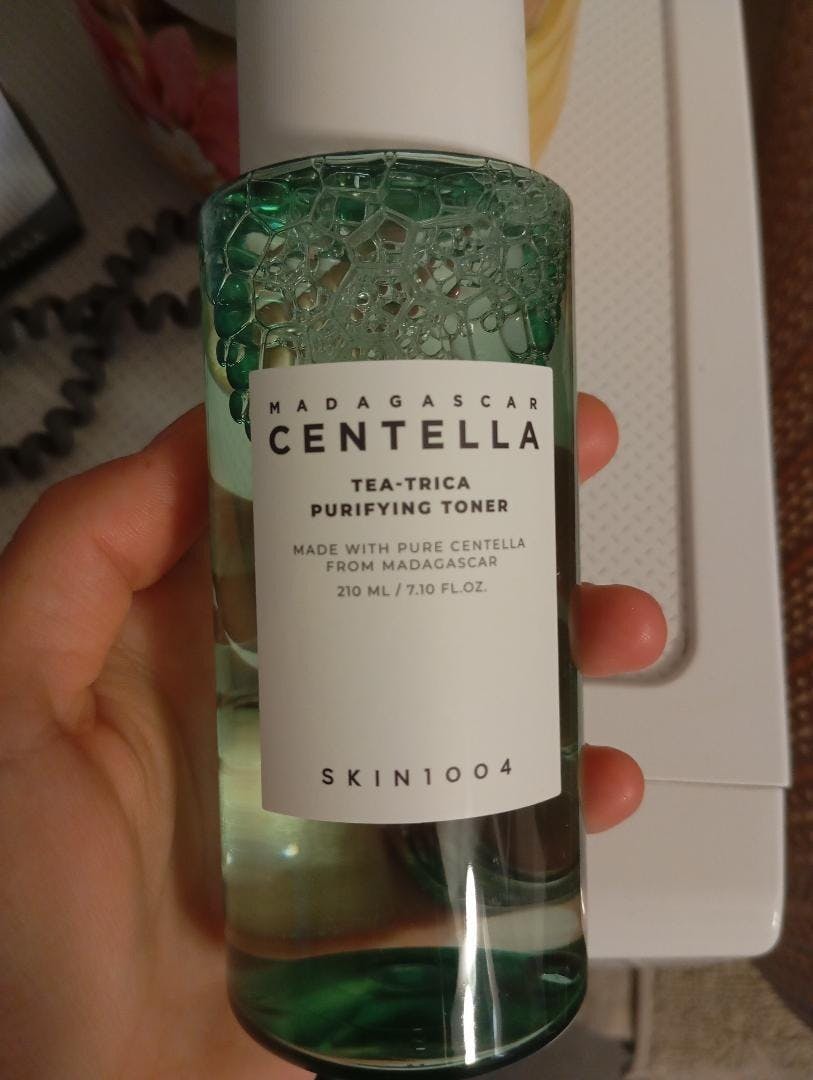 MADAGASCAR
CENTELLA
TEA-TRICA
PURIFYING TONER
MADE WITH PURE CENTELLA
FROM MADAGASCAR
210 ML / 7.10 FL.OZ.
SKIN1004